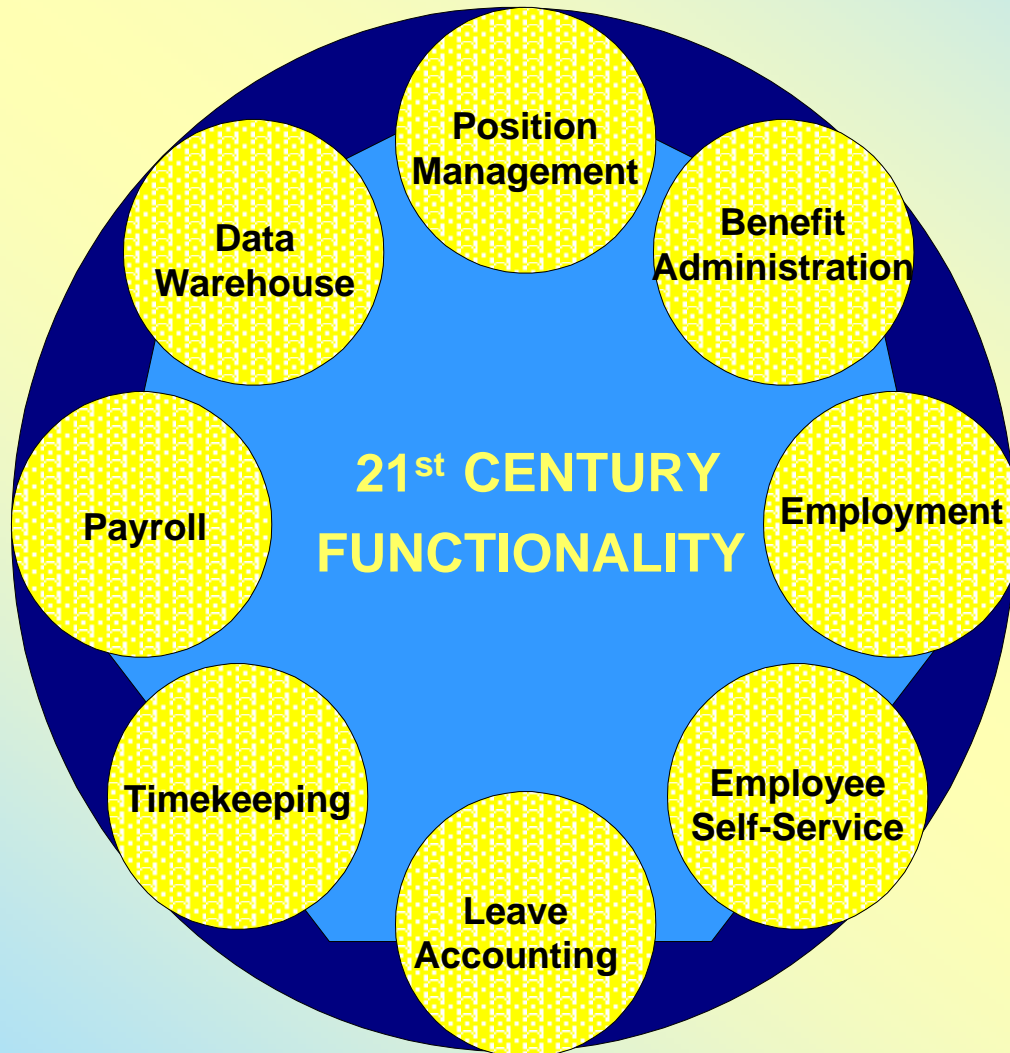 Position
Management
Benefit
Administration
Data
Warehouse
21st CENTURY
FUNCTIONALITY
Employment
Payroll
Employee
Self-Service
Timekeeping
Leave
Accounting